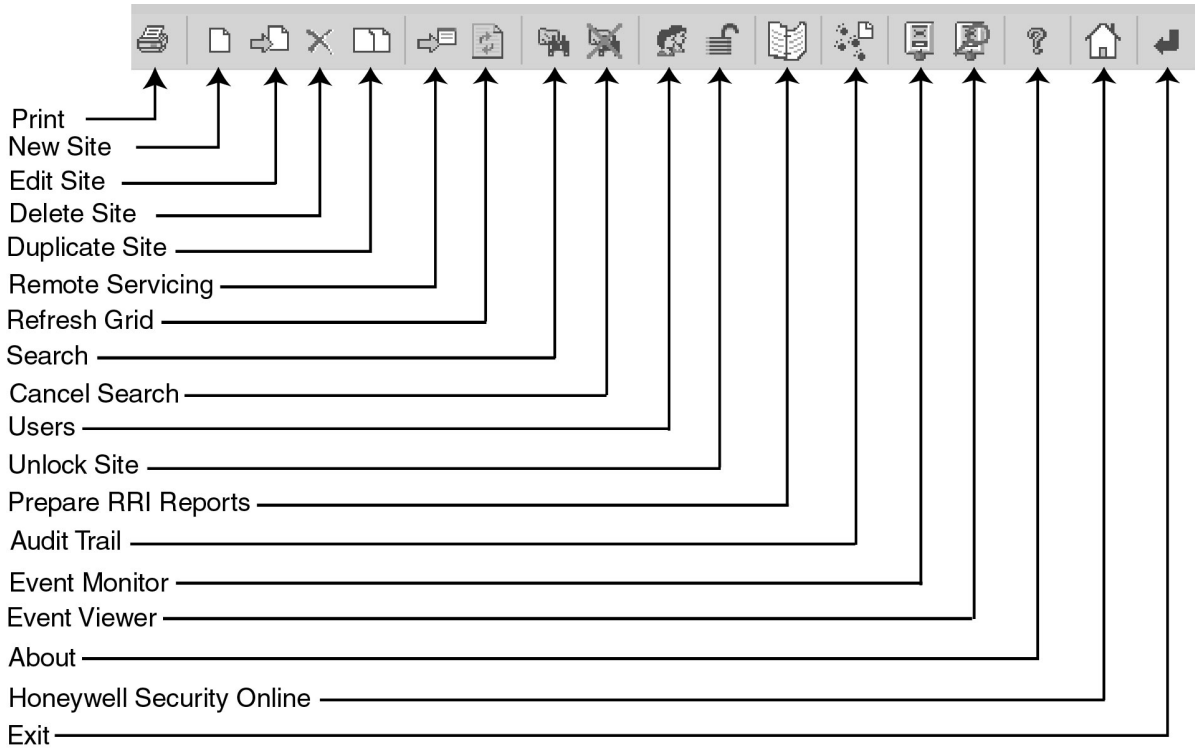 Print
New Site
Edit Site
Delete Site
Duplicate Site
Remote Servicing
Refresh Grid
Search
Cancel Search
Users
Unlock Site
Prepare RRI Reports
Audit Trail
Event Monitor
Event Viewer
About
Honeywell Security Online
Exit